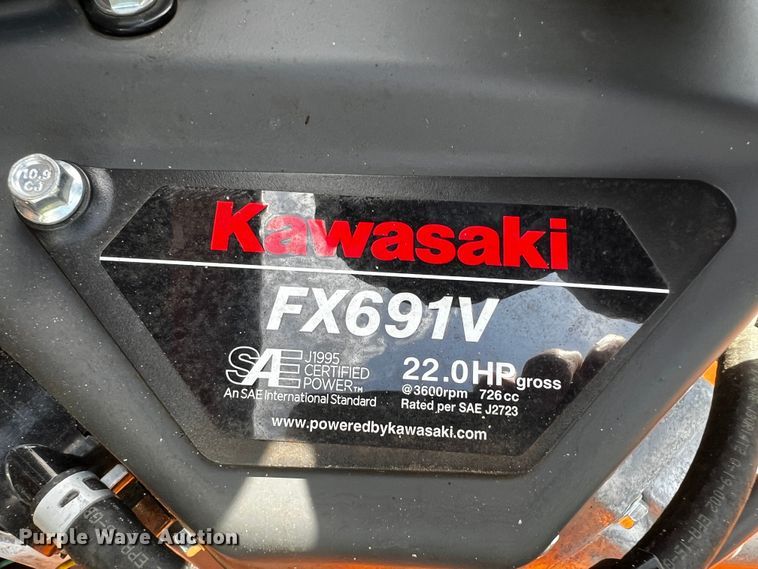 10.9
CJ
Kawasaki
FX691V
SAE
J1995
CERTIFIED
POWER™
An SAE International Standard
22.0HP gross
@3600rpm 726cc
Rated per SAE J2723
www.poweredbykawasaki.com
Purple Wave Auction